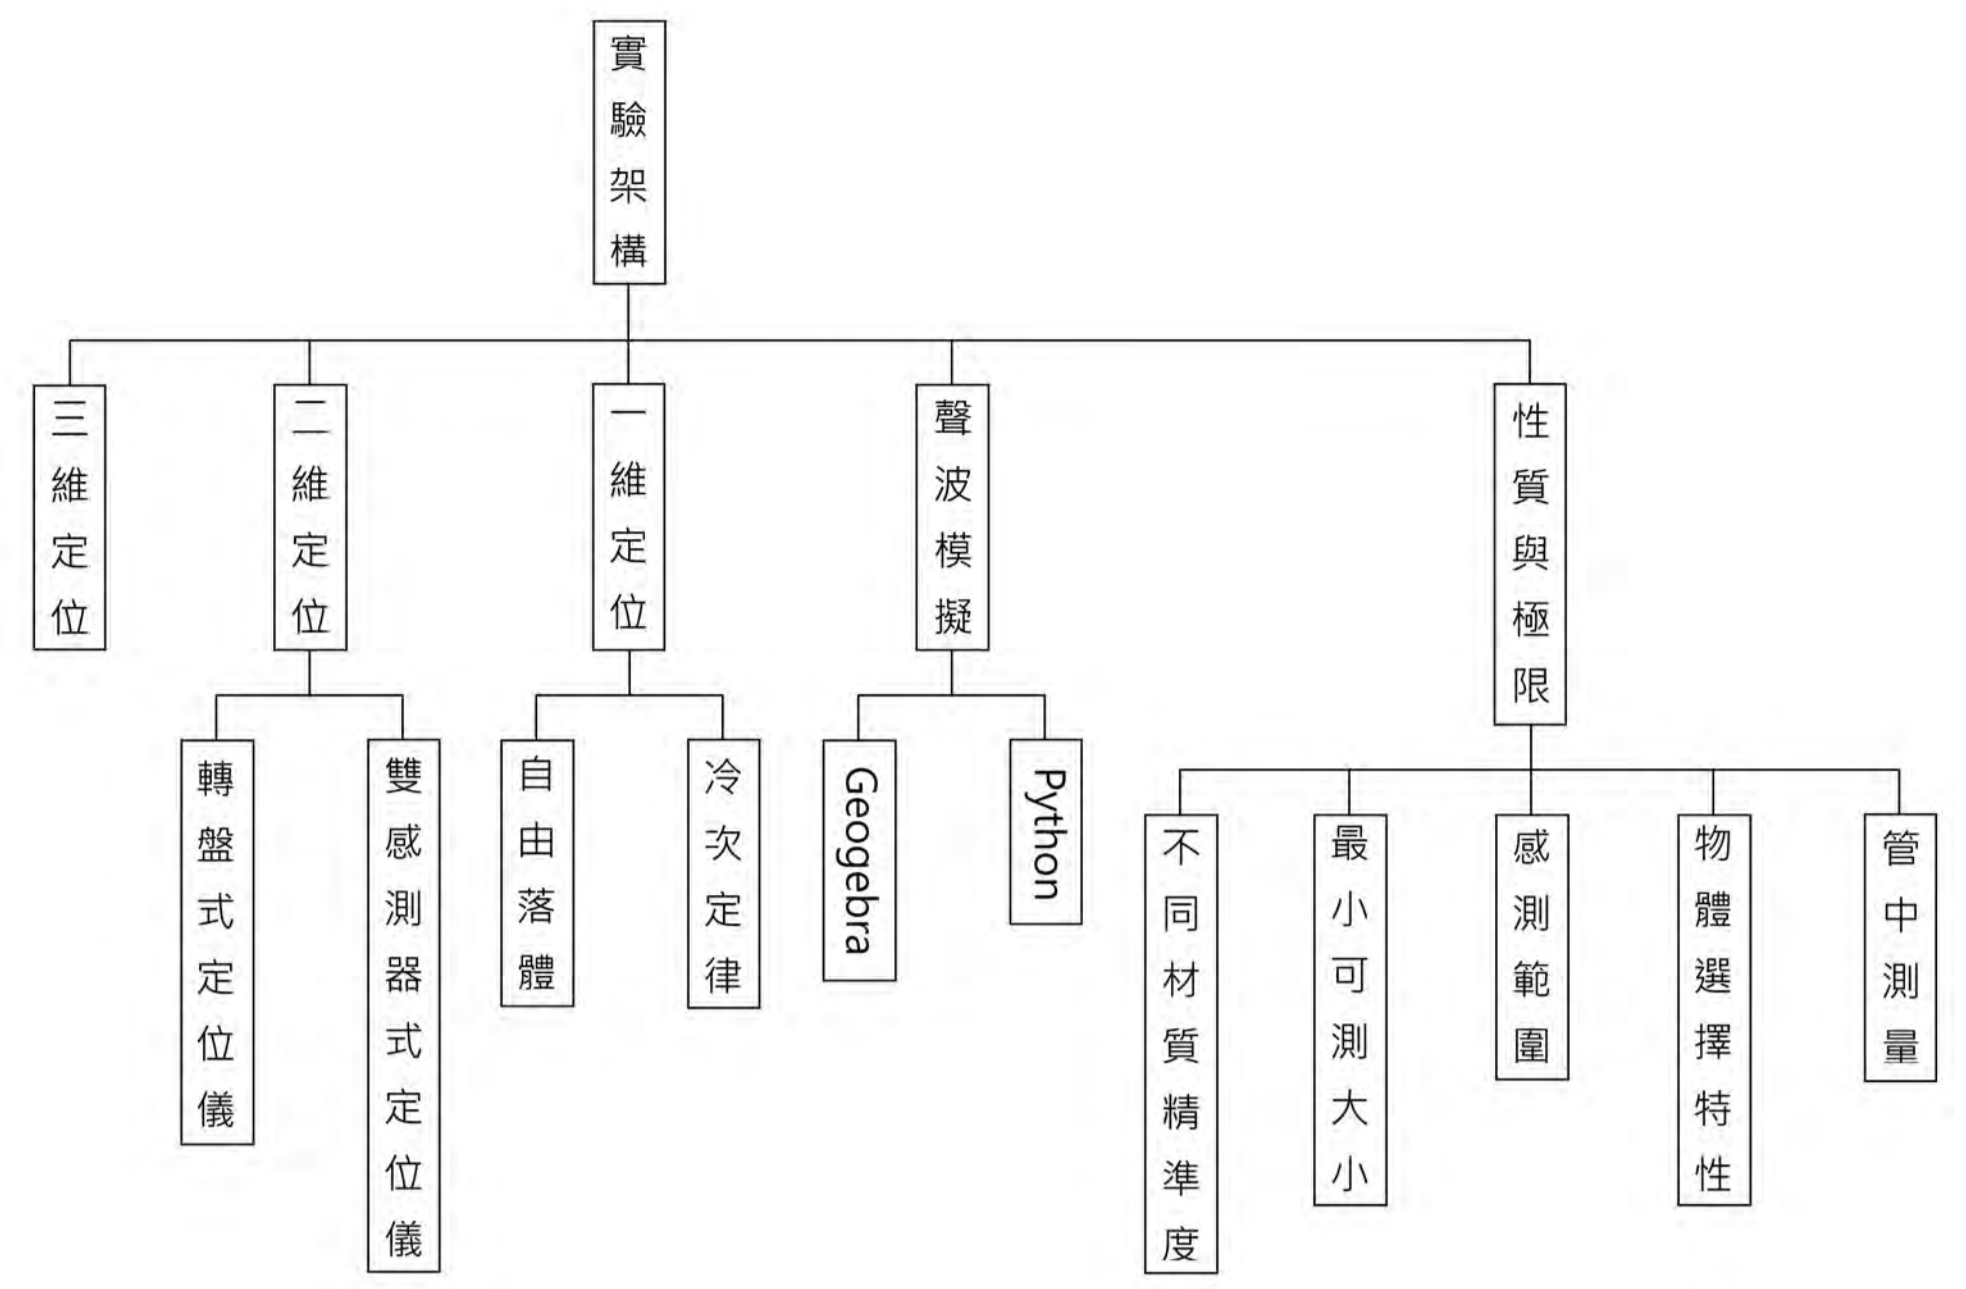 實驗架構
三維定位
二維定位
一維定位
聲波模擬
性質與極限
轉盤式定位儀
雙感測器式定位儀
自由落體
冷次定律
Geogebra
Python
不同材質精準度
最小可測大小
感測範圍
物體選擇特性
管中測量